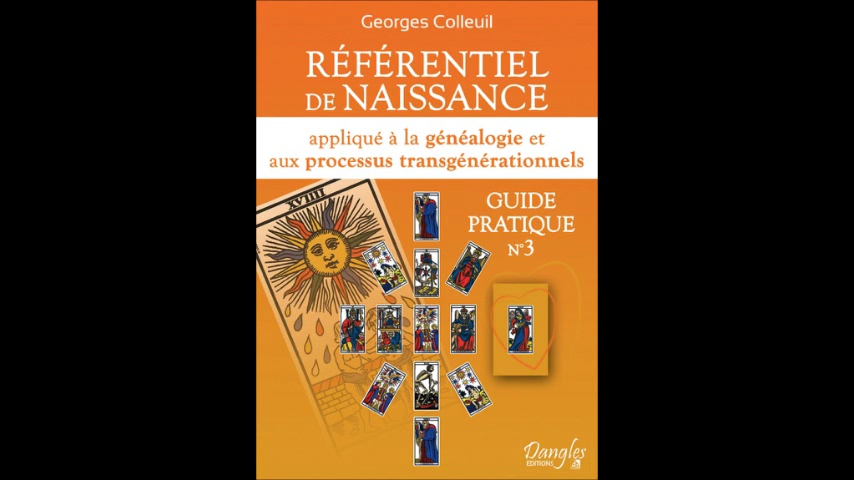 Georges Colleuil
RÉFÉRENTIEL
DE NAISSANCE
appliqué à la généalogie et
aux processus transgénérationnels
XVIIII
GUIDE
PRATIQUE
N°3
Dangles
EDITIONS